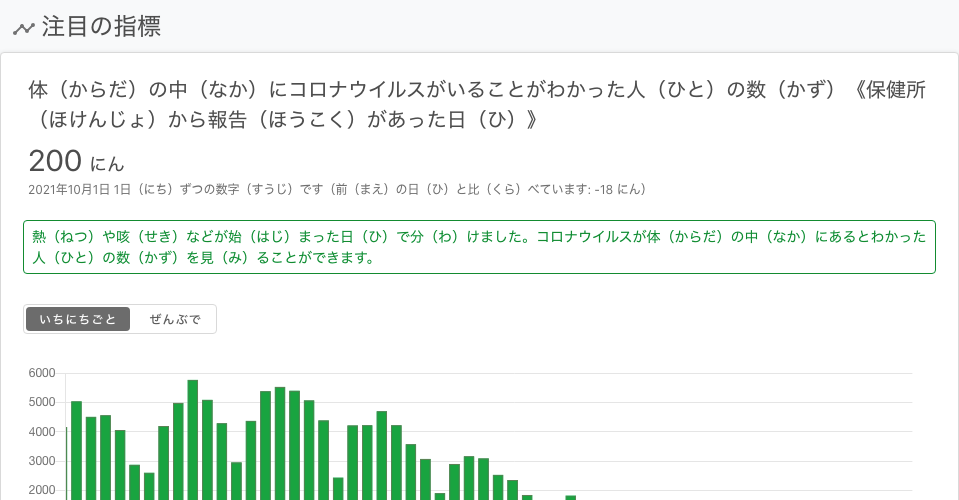 注目の指標
体（からだ）の中（なか）にコロナウイルスがいることがわかった人（ひと）の数（かず）《保健所
（ほけんじょ）から報告（ほうこく）があった日（ひ）》
200 にん
2021年10月1日 1日（にち）ずつの数字（すうじ）です（前（まえ）の日（ひ）と比（くら）べています: -18 にん）
熱（ねつ）や咳（せき）などが始（はじ）まった日（ひ）で分（わ）けました。コロナウイルスが体（からだ）の中（なか）にあるとわかった
人（ひと）の数（かず）を見（み）ることができます。
いちにちごと ぜんぶで
6000
5000
4000
3000
2000